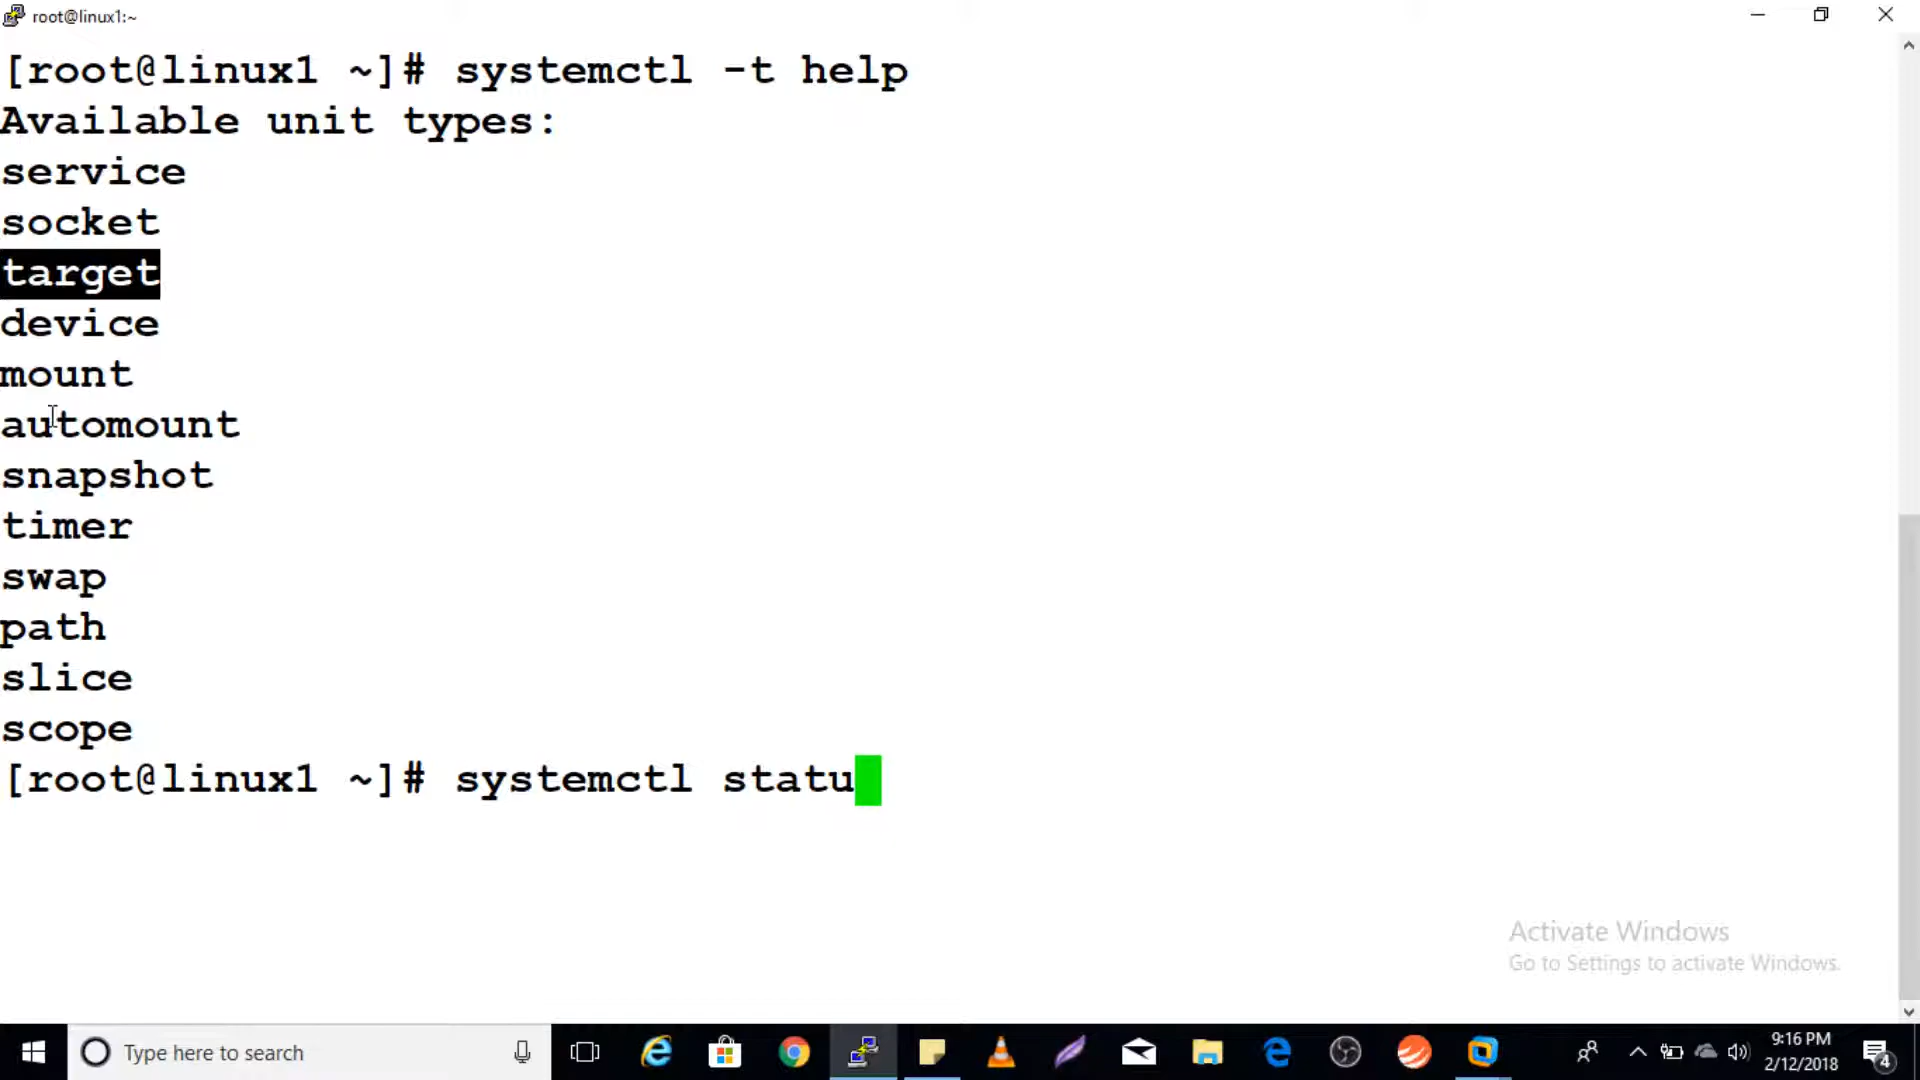 root@linux1:~
[root@linux1 ~]# systemctl -t help
Available unit types:
service
socket
target
device
mount
automount
snapshot
timer
swap
path
slice
scope
[root@linux1 ~]# systemctl statu
Activate Windows
Go to Settings to activate Windows.
Type here to search
9:16 PM
2/12/2018
4